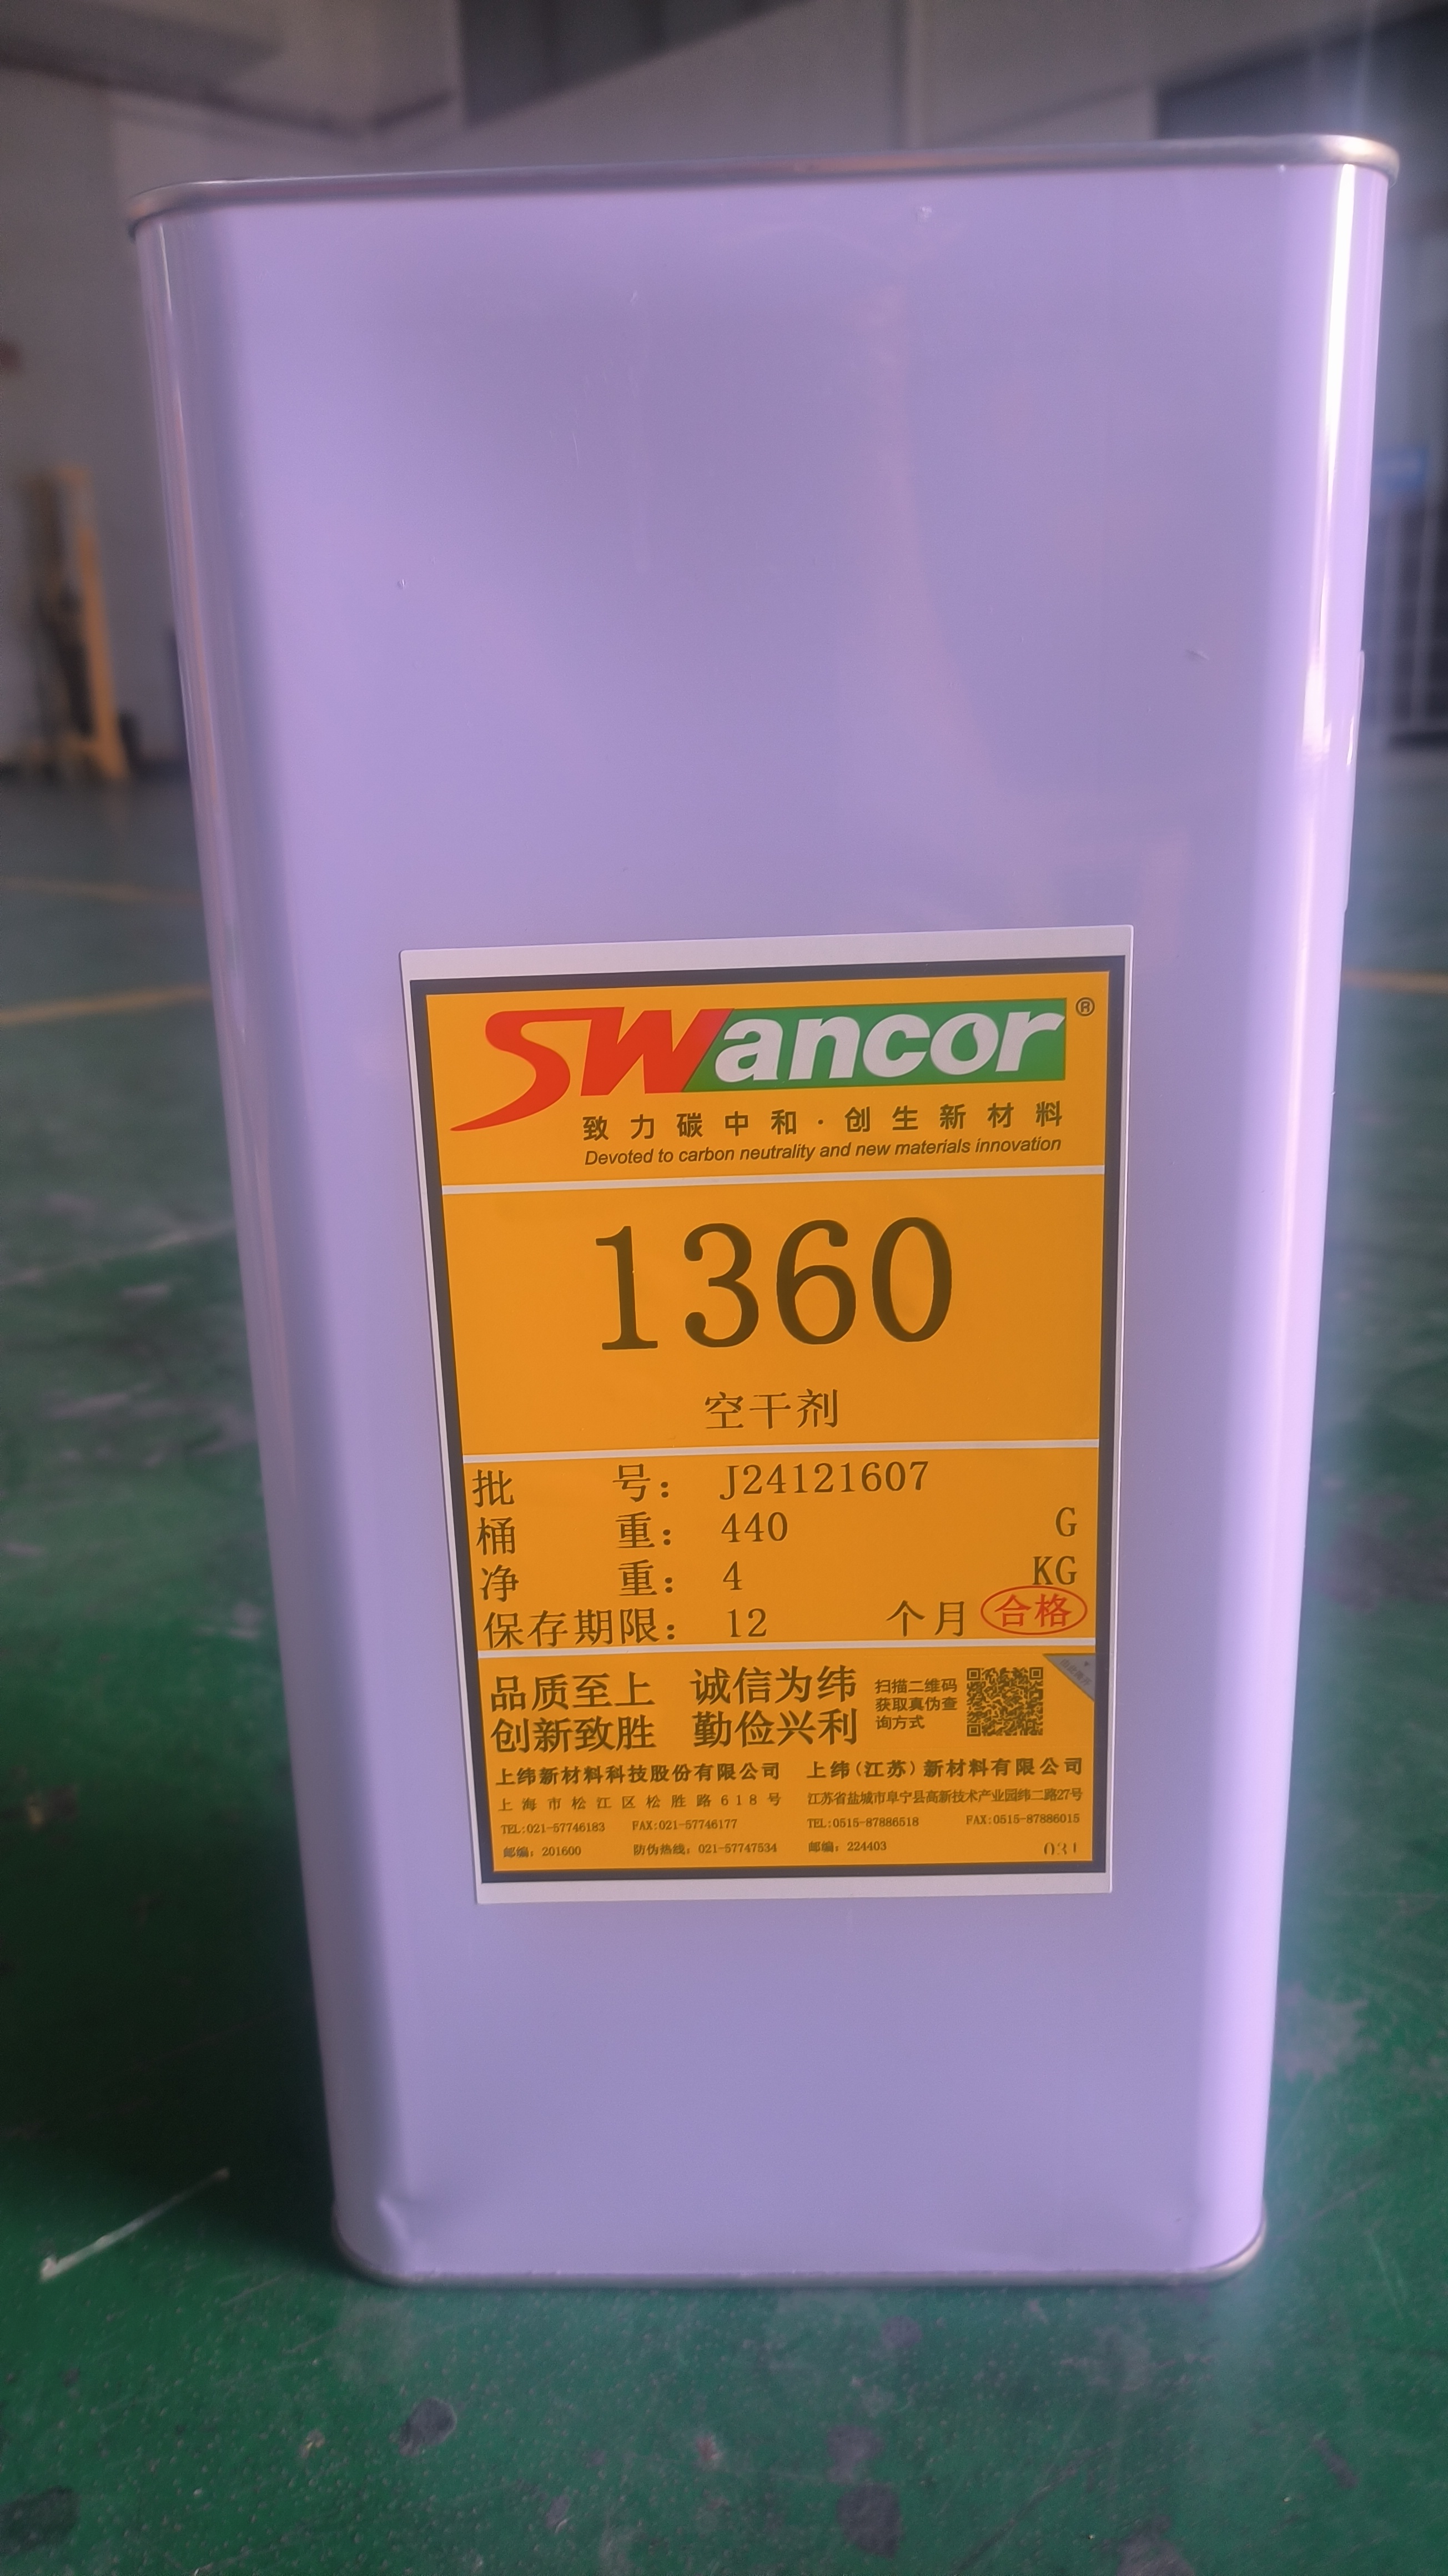 SWancor®
致力碳中和·创生新材料
Devoted to carbon neutrality and new materials innovation
1360
空干剂
批 号： J24121607
桶 重： 440 G
净 重： 4 KG
保存期限： 12 个月 合格
品质至上 诚信为纬
创新致胜 勤俭兴利
扫描二维码
获取真伪查
询方式
上纬新材料科技股份有限公司
上海市松江区松胜路618号
TEL:021-57746183 FAX:021-57746177
邮编：201600 防伪热线：021-57747534
上纬(江苏)新材料有限公司
江苏省盐城市阜宁县高新技术产业园纬二路27号
TEL:0515-87886518 FAX:0515-87886015
邮编：224403